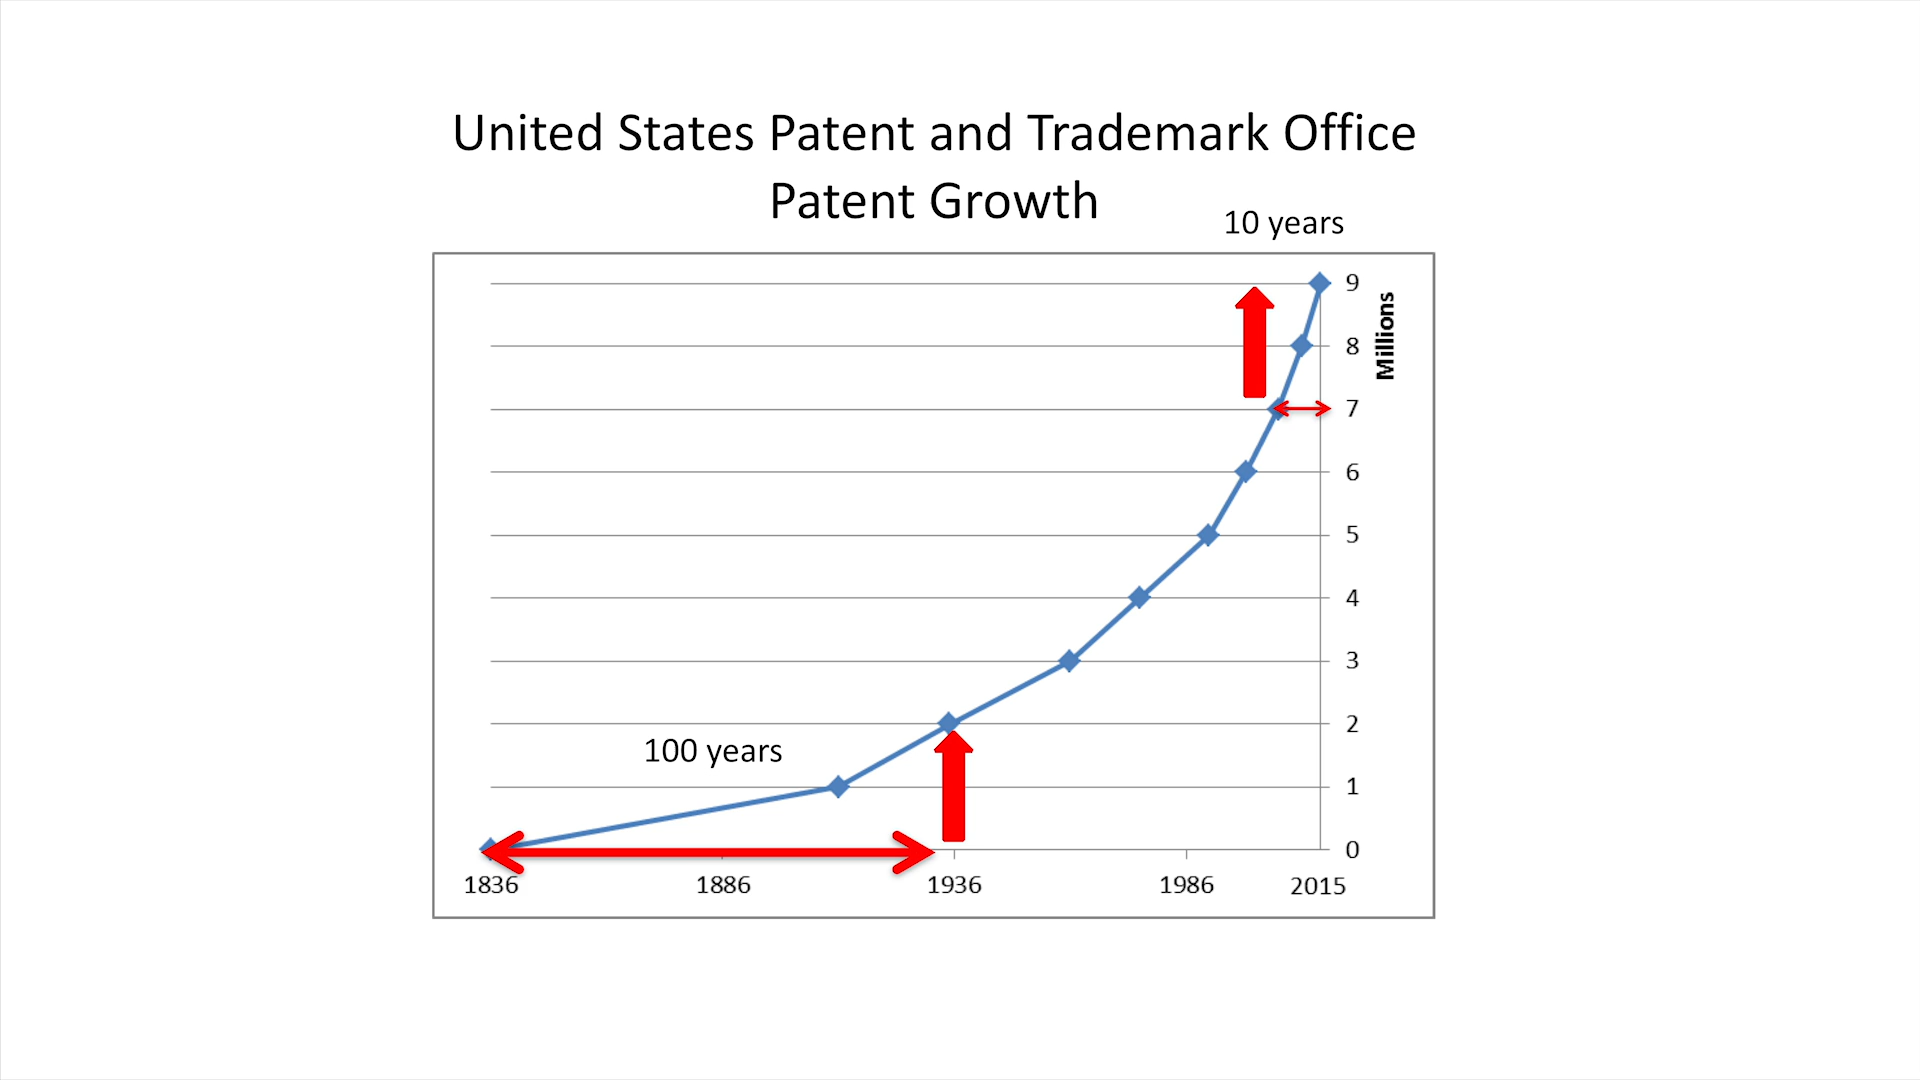 United States Patent and Trademark Office
Patent Growth
10 years
9
Millions
8
7
6
5
4
3
2
100 years
1
0
1836 1886 1936 1986 2015